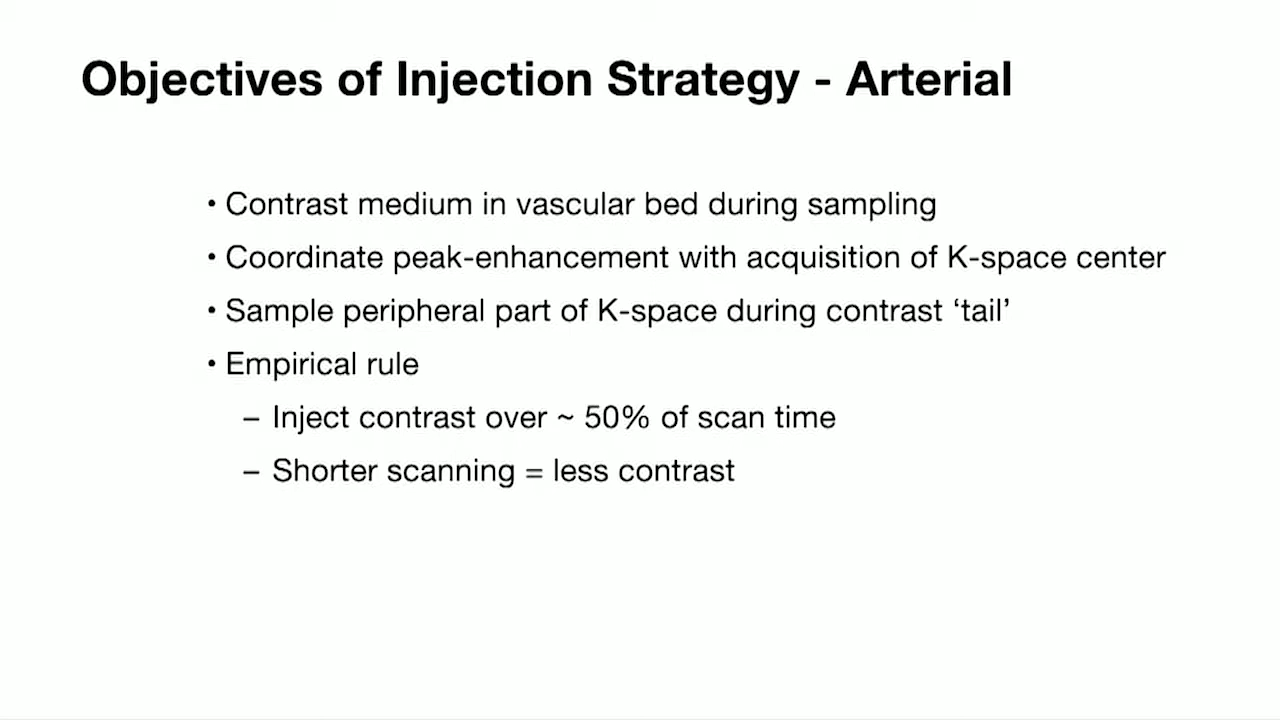 Objectives of Injection Strategy - Arterial
• Contrast medium in vascular bed during sampling
• Coordinate peak-enhancement with acquisition of K-space center
• Sample peripheral part of K-space during contrast ‘tail’
• Empirical rule
– Inject contrast over ~ 50% of scan time
– Shorter scanning = less contrast